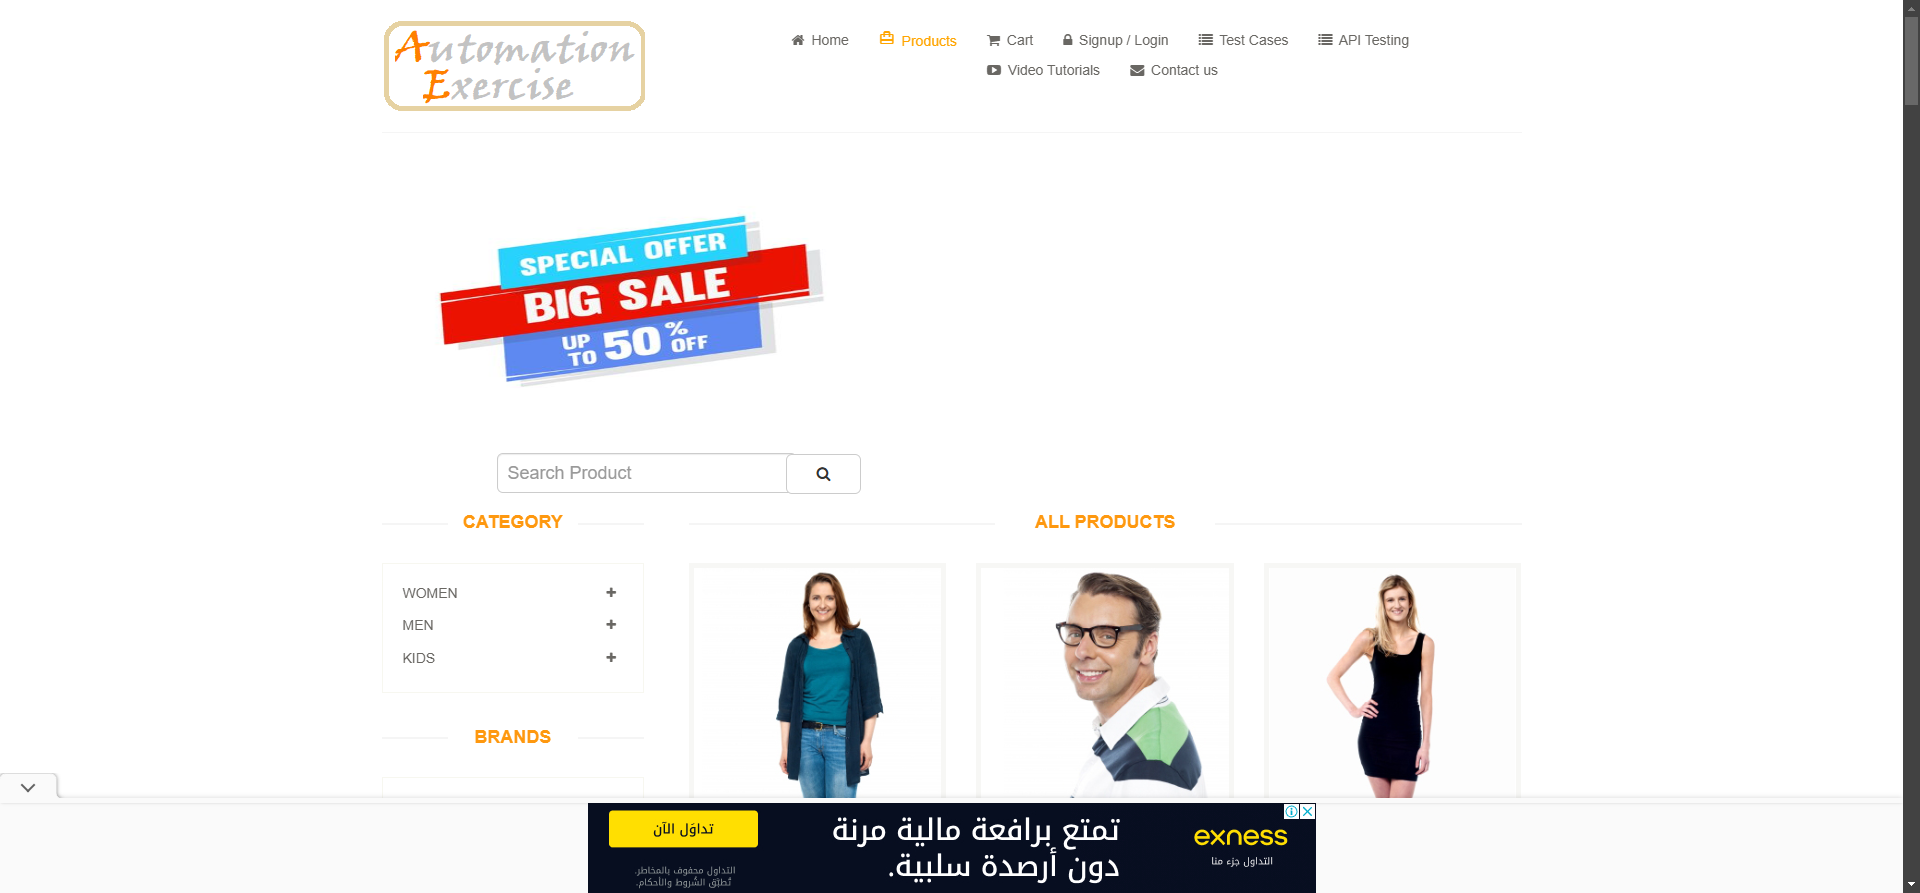 Automation
Exercise
Home
Products
Cart
Signup / Login
Test Cases
API Testing
Video Tutorials
Contact us
SPECIAL OFFER
BIG SALE
UP TO 50% OFF
Search Product
CATEGORY
WOMEN
MEN
KIDS
BRANDS
ALL PRODUCTS
تمتع برافعة مالية مرنة
دون أرصدة سلبية.
exness
التداول جزء منا
تداوَل الآن
التداول محفوف بالمخاطر.
تُطبَّق الشروط والأحكام.